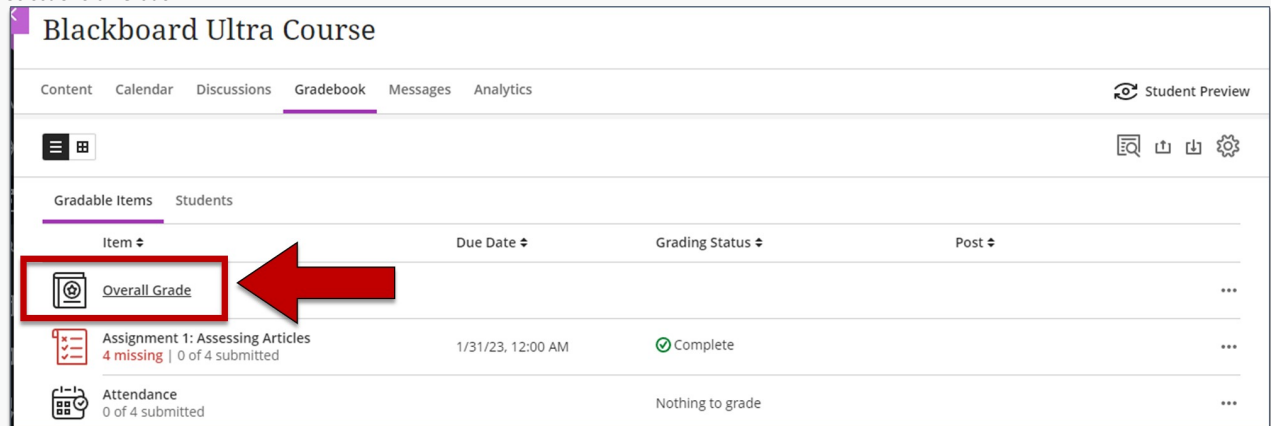 Blackboard Ultra Course
Content Calendar Discussions Gradebook Messages Analytics Student Preview
Gradable Items Students
Item Due Date Grading Status Post
Overall Grade
Assignment 1: Assessing Articles
4 missing | 0 of 4 submitted 1/31/23, 12:00 AM Complete
Attendance
0 of 4 submitted Nothing to grade